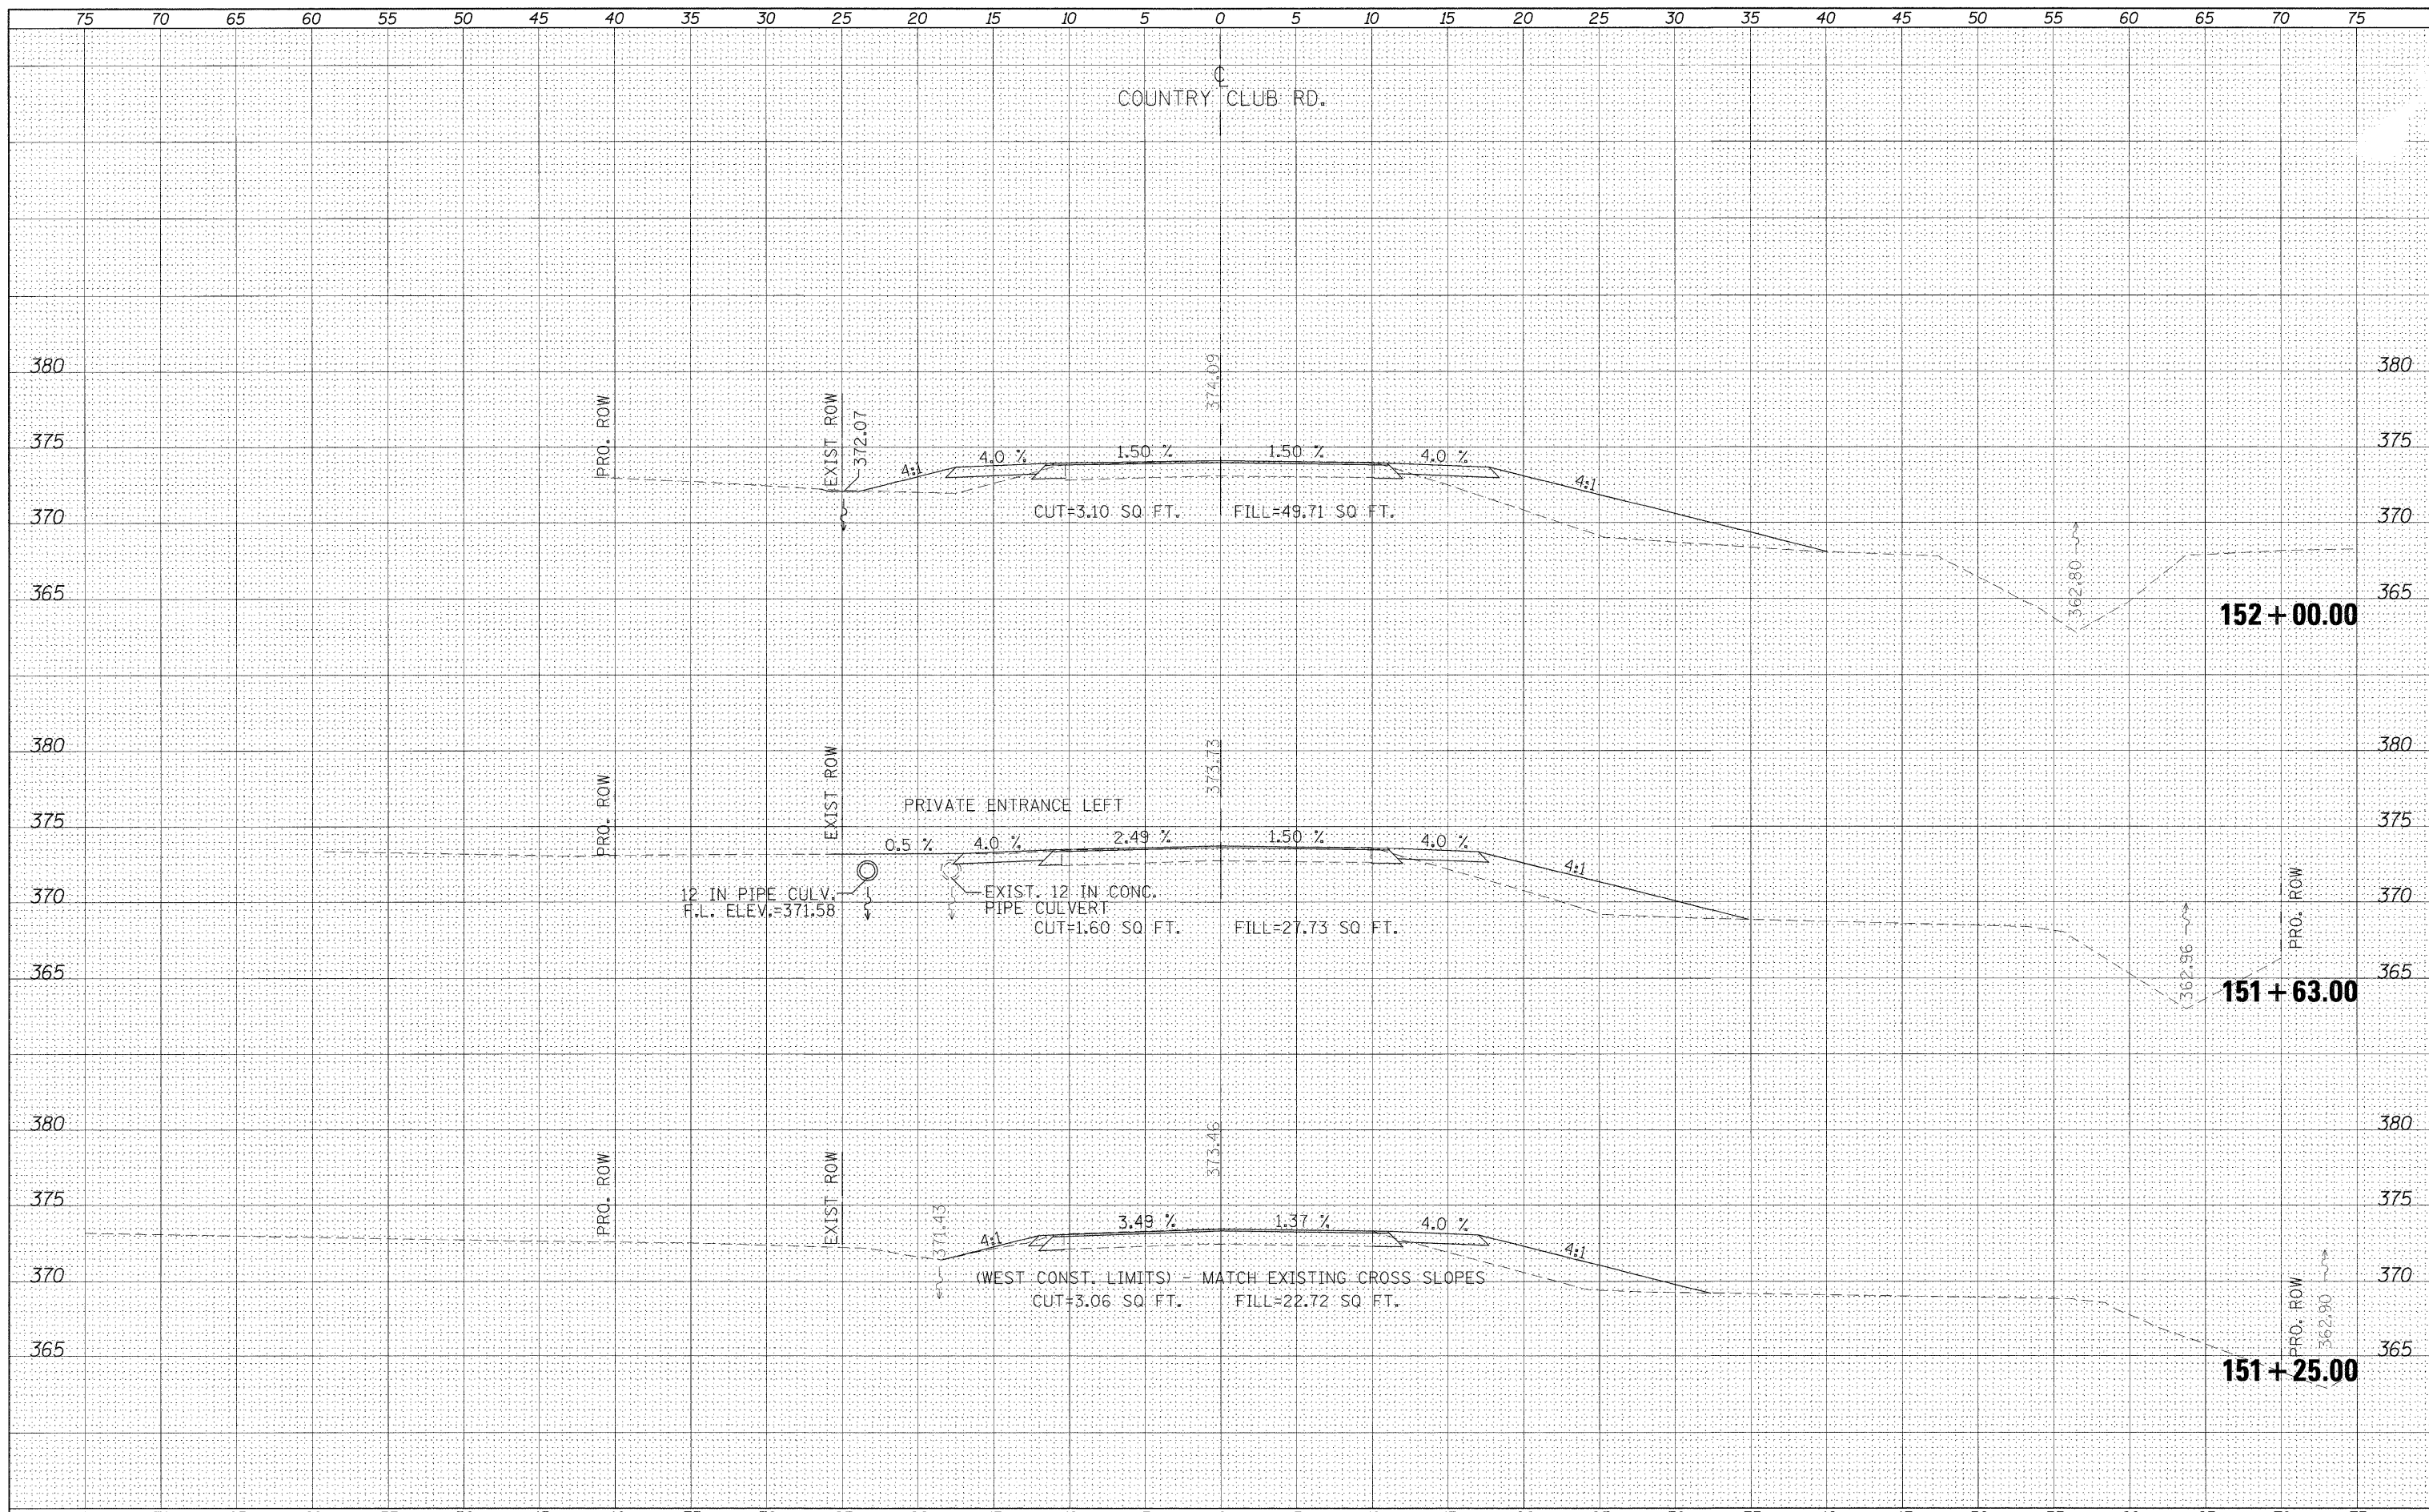 75 70 65 60 55 50 45 40 35 30 25 20 15 10 5 0 5 10 15 20 25 30 35 40 45 50 55 60 65 70 75
℄
COUNTRY CLUB RD.
380 374.09 380
PRO. ROW EXIST ROW 372.07
375 375
4:1 4.0 % 1.50 % 1.50 % 4.0 % 4:1
370 CUT=3.10 SQ FT. FILL=49.71 SQ FT. 370
362.80
365 365
152+00.00
380 373.73 380
PRO. ROW EXIST ROW
PRIVATE ENTRANCE LEFT
375 375
0.5 % 4.0 % 2.49 % 1.50 % 4.0 % 4:1
12 IN PIPE CULV. EXIST. 12 IN CONC.
370 F.L. ELEV.=371.58 PIPE CULVERT PRO. ROW 370
CUT=1.60 SQ FT. FILL=27.73 SQ FT.
362.96
365 365
151+63.00
380 373.46 380
PRO. ROW EXIST ROW
375 375
371.43 4:1 3.49 % 1.37 % 4.0 % 4:1
370 (WEST CONST. LIMITS) - MATCH EXISTING CROSS SLOPES 370
CUT=3.06 SQ FT. FILL=22.72 SQ FT.
PRO. ROW 362.90
365 365
151+25.00